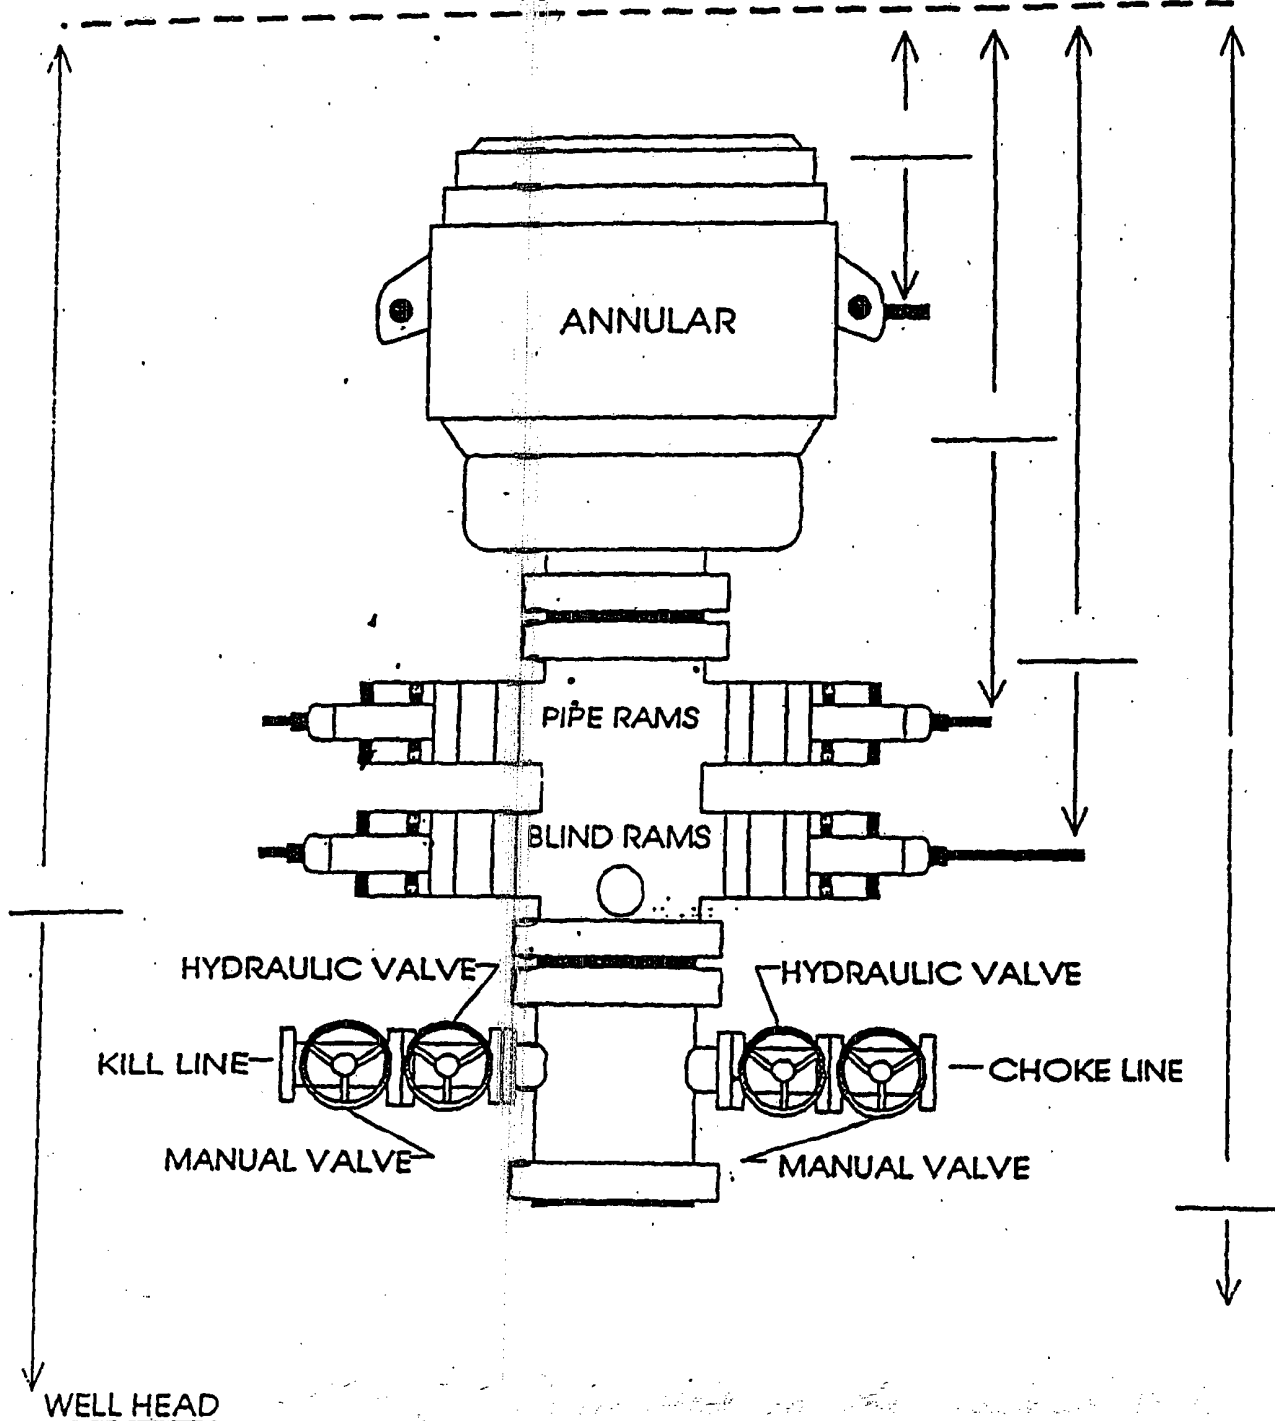 ANNULAR
PIPE RAMS
BLIND RAMS
HYDRAULIC VALVE
HYDRAULIC VALVE
KILL LINE
CHOKE LINE
MANUAL VALVE
MANUAL VALVE
WELL HEAD